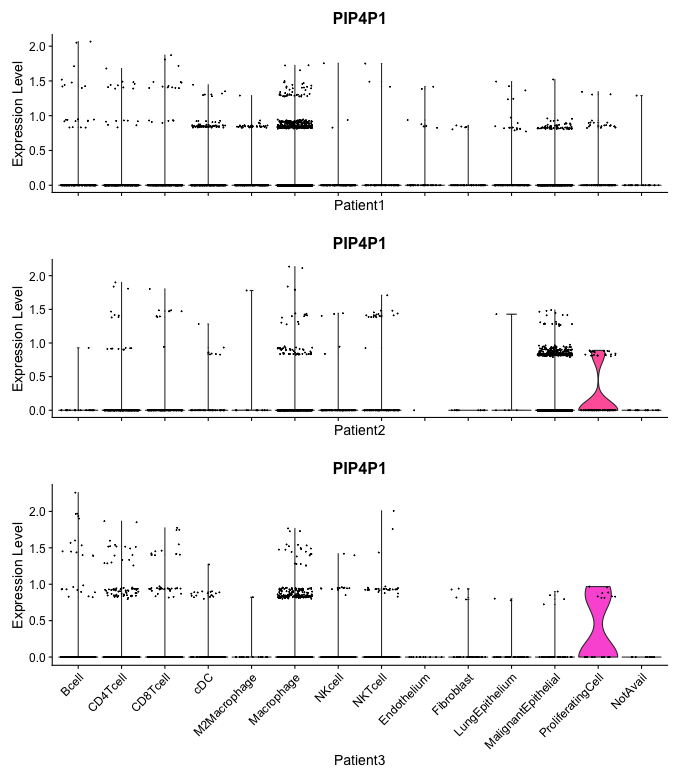 PIP4P1
Expression Level
2.0
1.5
1.0
0.5
0.0
Patient1
PIP4P1
Expression Level
2.0
1.5
1.0
0.5
0.0
Patient2
PIP4P1
Expression Level
2.0
1.5
1.0
0.5
0.0
Bcell
CD4Tcell
CD8Tcell
cDC
M2Macrophage
Macrophage
NKcell
NKTcell
Endothelium
Fibroblast
LungEpithelium
MalignantEpithelial
ProliferatingCell
NotAvail
Patient3